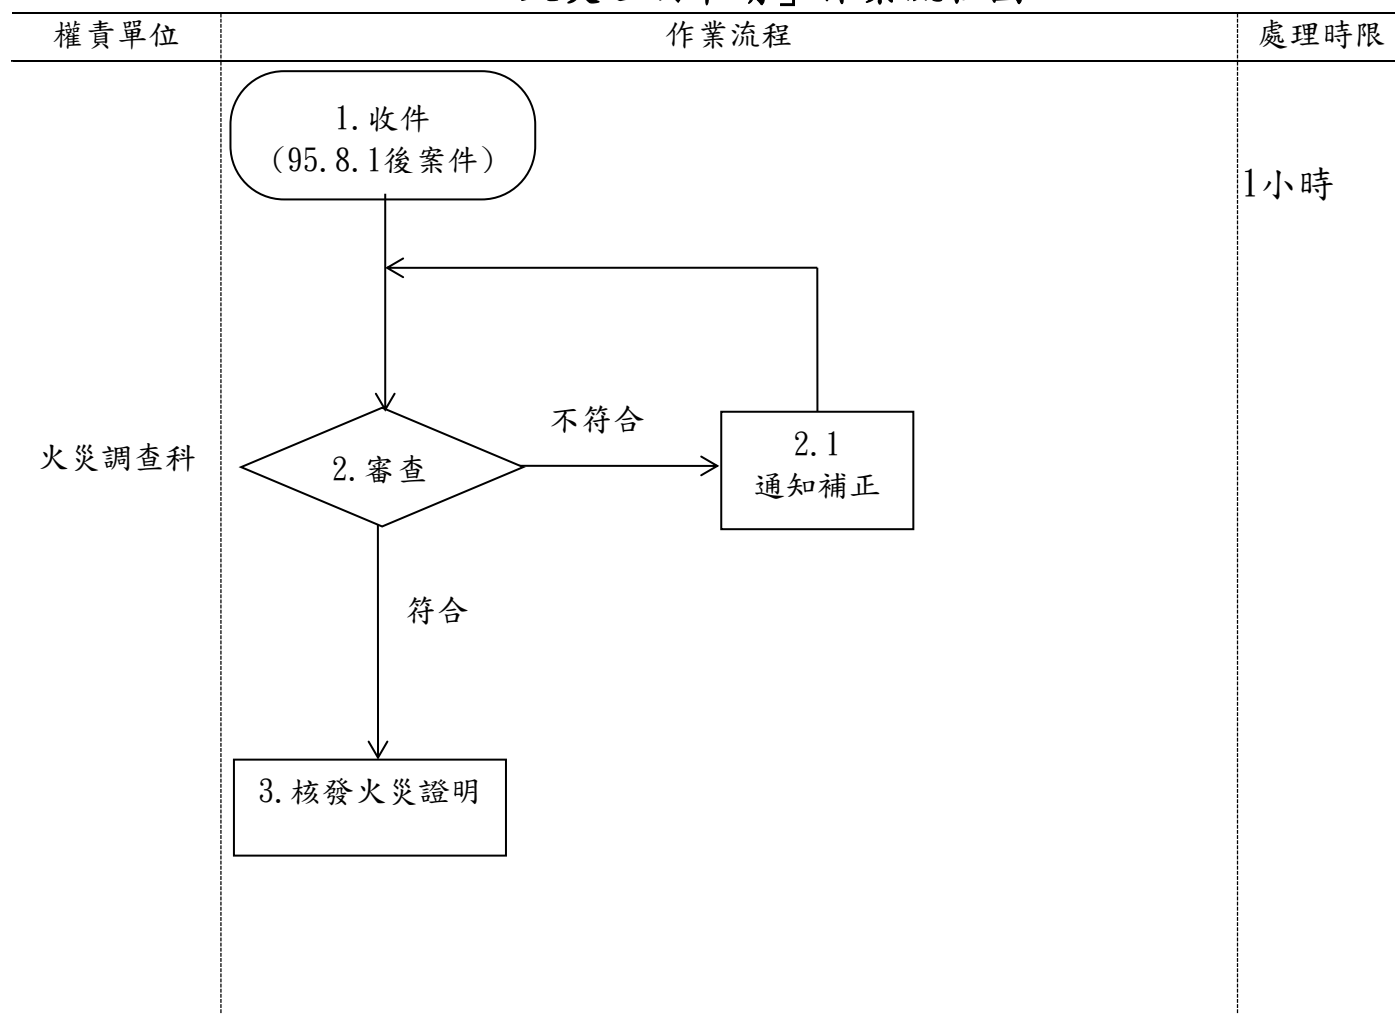 權責單位
作業流程
處理時限
1.收件
(95.8.1後案件)
1小時
不符合
火災調查科
2.審查
2.1
通知補正
符合
3.核發火災證明